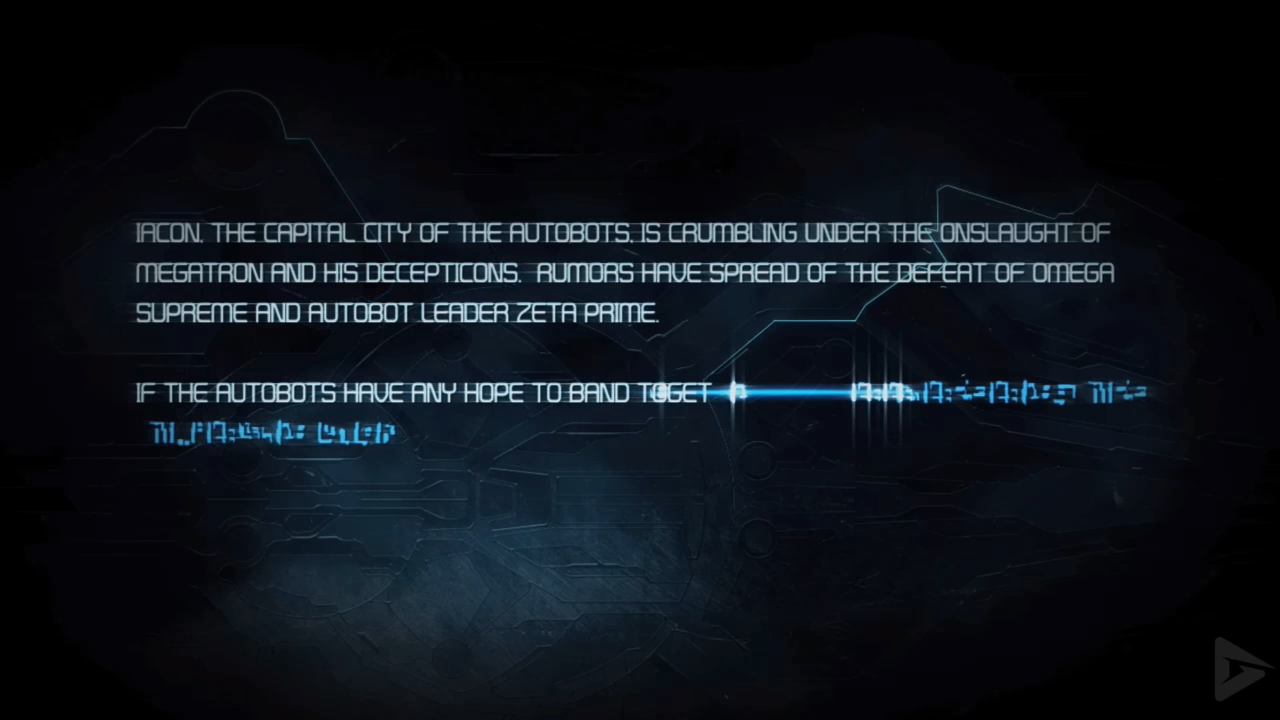 IACON, THE CAPITAL CITY OF THE AUTOBOTS, IS CRUMBLING UNDER THE ONSLAUGHT OF
MEGATRON AND HIS DECEPTICONS. RUMORS HAVE SPREAD OF THE DEFEAT OF OMEGA
SUPREME AND AUTOBOT LEADER ZETA PRIME.
IF THE AUTOBOTS HAVE ANY HOPE TO BAND TOGET